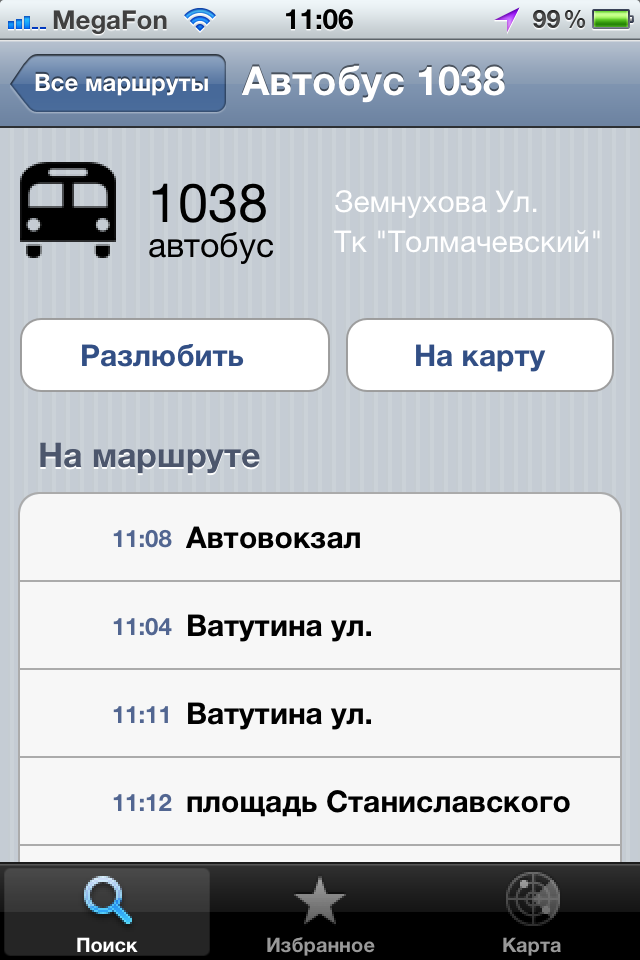 MegaFon 11:06 99 %
Все маршруты Автобус 1038
1038
автобус
Земнухова Ул.
Тк "Толмачевский"
Разлюбить На карту
На маршруте
11:08 Автовокзал
11:04 Ватутина ул.
11:11 Ватутина ул.
11:12 площадь Станиславского
Поиск Избранное Карта